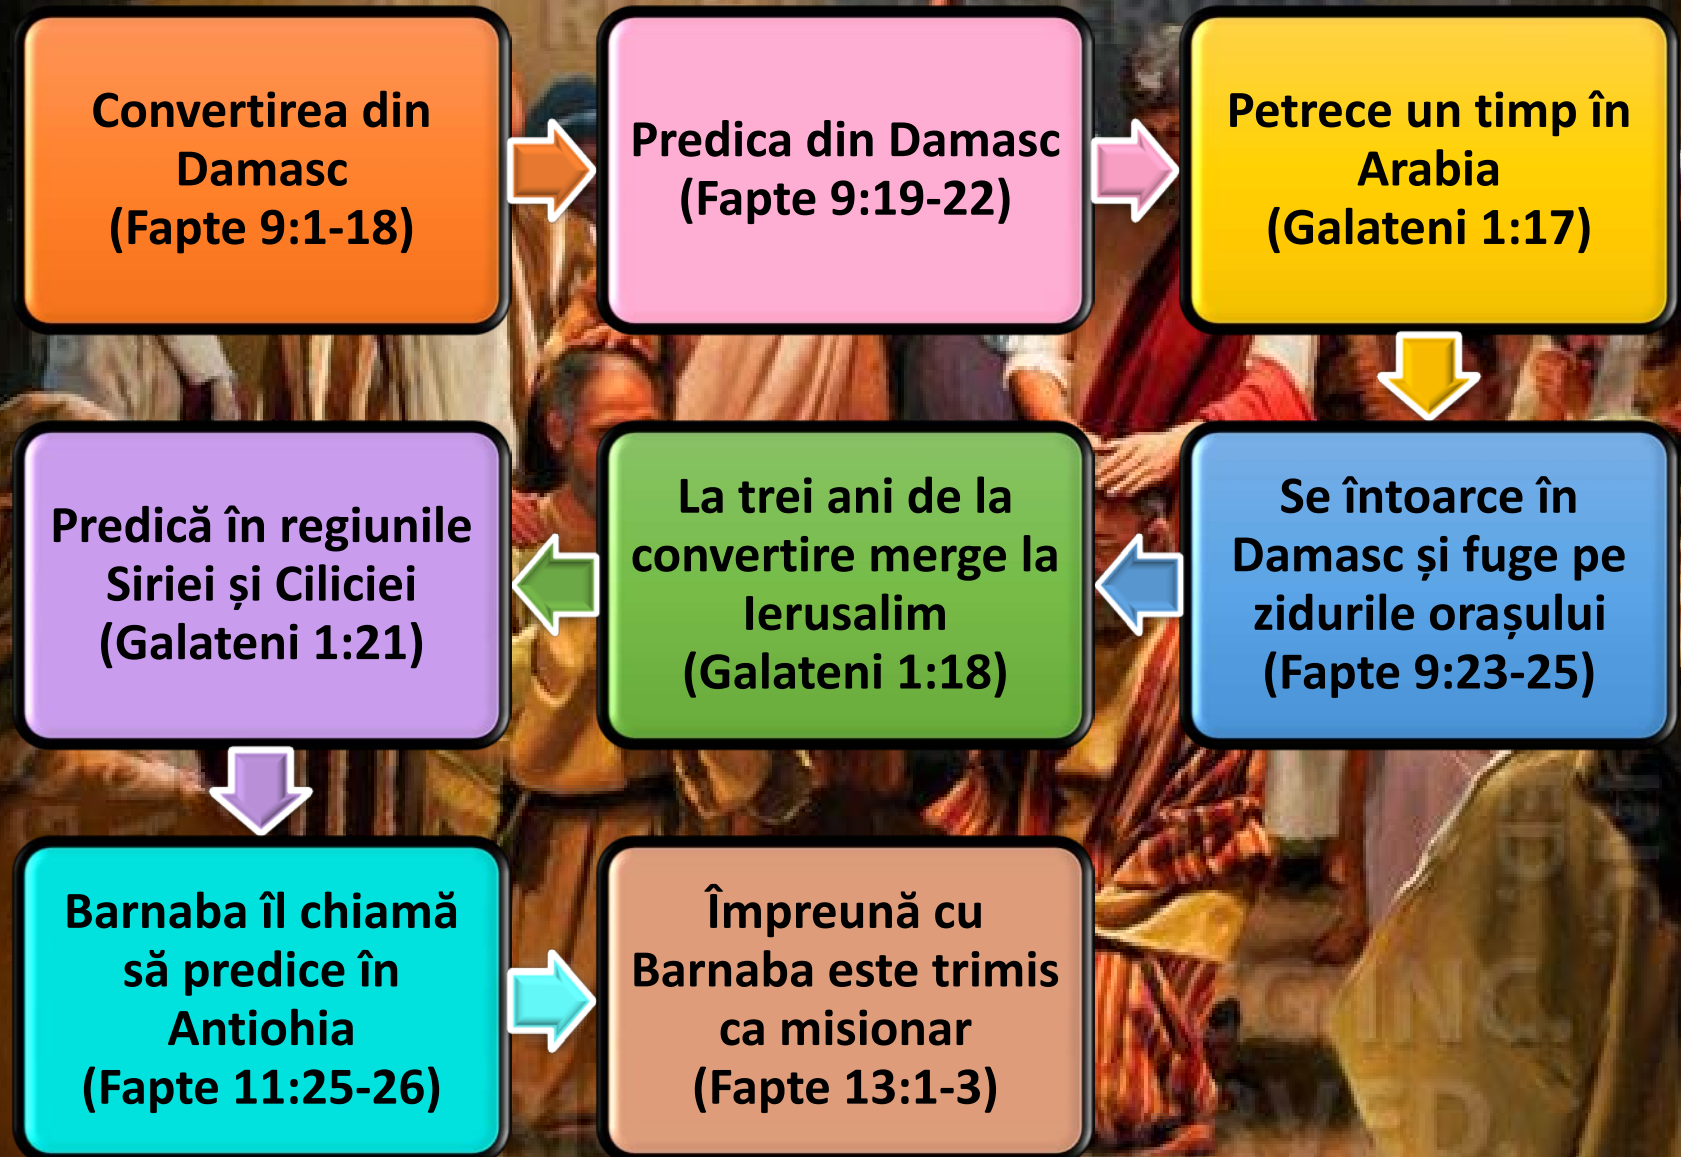 Convertirea din
Damasc
(Fapte 9:1-18)
Predica din Damasc
(Fapte 9:19-22)
Petrece un timp în
Arabia
(Galateni 1:17)
Se întoarce în
Damasc și fuge pe
zidurile orașului
(Fapte 9:23-25)
La trei ani de la
convertire merge la
Ierusalim
(Galateni 1:18)
Predică în regiunile
Siriei și Ciliciei
(Galateni 1:21)
Barnaba îl chiamă
să predice în
Antiohia
(Fapte 11:25-26)
Împreună cu
Barnaba este trimis
ca misionar
(Fapte 13:1-3)
INC.